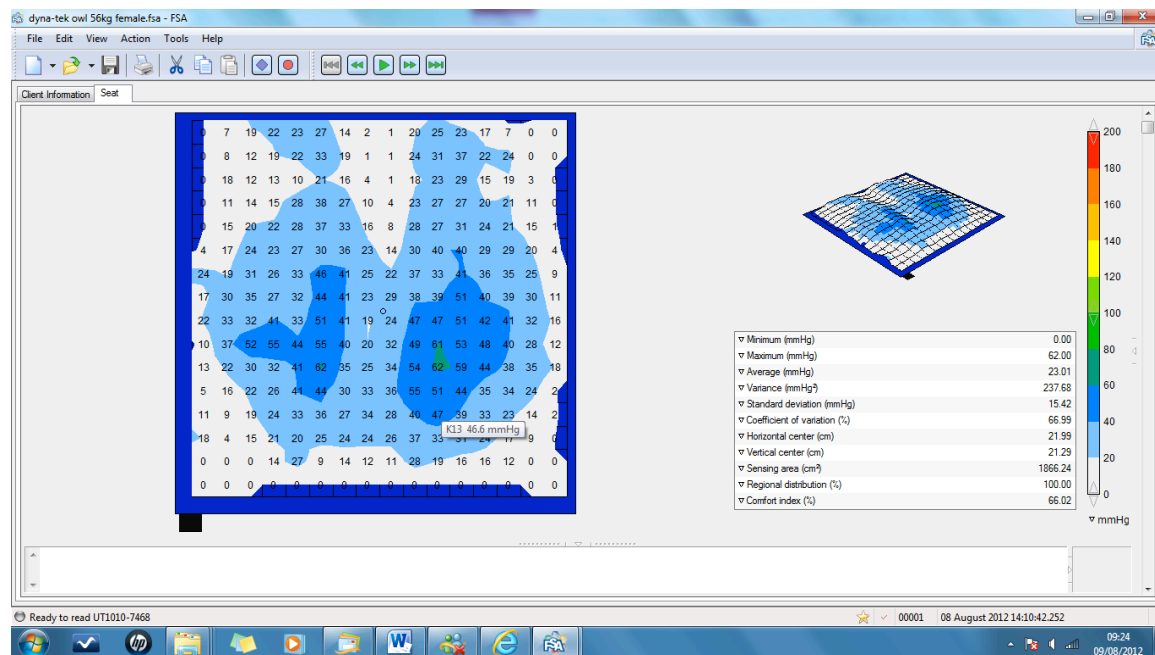 dyna-tek owl 56kg female.fsa - FSA
File Edit View Action Tools Help
Client Information Seat
0 7 19 22 23 27 14 2 1 20 25 23 17 7 0 0
0 8 12 19 22 33 19 1 1 24 31 37 22 24 0 0
0 18 12 13 10 21 16 4 1 18 23 29 15 19 3 0
0 11 14 15 28 38 27 10 4 23 27 27 20 21 11 0
0 15 20 22 28 37 33 16 8 28 27 31 24 21 15 1
4 17 24 23 27 30 36 23 14 30 40 40 29 29 20 4
24 19 31 26 33 46 41 25 22 37 33 41 36 35 25 9
17 30 35 27 32 44 41 23 29 38 39 51 40 39 30 11
22 33 32 41 33 51 41 19 24 47 47 51 42 41 32 16
10 37 52 55 44 55 40 20 32 49 61 53 48 40 28 12
13 22 30 32 41 62 35 25 34 54 62 59 44 38 35 18
5 16 22 26 41 44 30 33 36 55 51 44 35 34 24 2
11 9 19 24 33 36 27 34 28 40 47 39 33 23 14 2
18 4 15 21 20 25 24 24 26 37 33 31 24 17 9 0
K13 46.6 mmHg
0 0 0 14 27 9 14 12 11 28 19 16 16 12 0 0
0 0 0 0 0 0 0 0 0 0 0 0 0 0 0 0
200
180
160
140
120
100
80
60
40
20
0
mmHg
Minimum (mmHg) 0.00
Maximum (mmHg) 62.00
Average (mmHg) 23.01
Variance (mmHg²) 237.68
Standard deviation (mmHg) 15.42
Coefficient of variation (%) 66.99
Horizontal center (cm) 21.99
Vertical center (cm) 21.29
Sensing area (cm²) 1866.24
Regional distribution (%) 100.00
Comfort index (%) 66.02
Ready to read UT1010-7468 00001 08 August 2012 14:10:42.252
hp W
09:24
09/08/2012